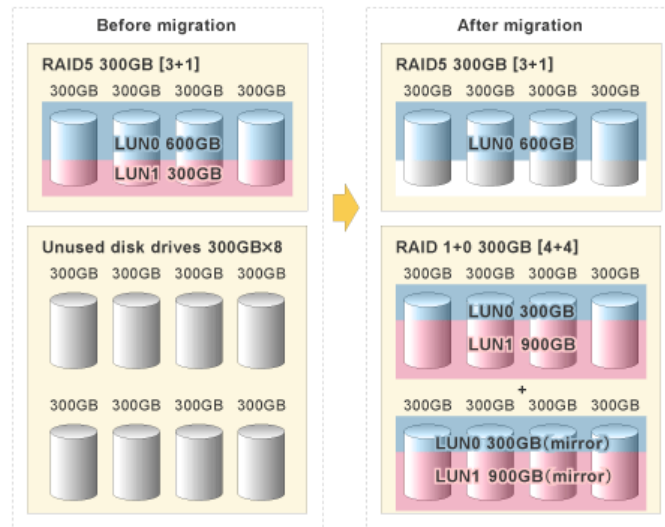 Before migration
RAID5 300GB [3+1]
300GB 300GB 300GB 300GB
LUN0 600GB
LUN1 300GB
Unused disk drives 300GB×8
300GB 300GB 300GB 300GB
300GB 300GB 300GB 300GB
After migration
RAID5 300GB [3+1]
300GB 300GB 300GB 300GB
LUN0 600GB
RAID 1+0 300GB [4+4]
300GB 300GB 300GB 300GB
LUN0 300GB
LUN1 900GB
+
300GB 300GB 300GB 300GB
LUN0 300GB(mirror)
LUN1 900GB(mirror)